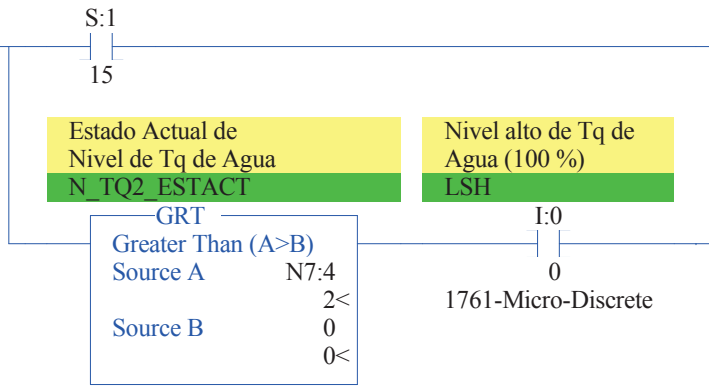 S:1
15
Estado Actual de
Nivel de Tq de Agua
N_TQ2_ESTACT
Nivel alto de Tq de
Agua (100 %)
LSH
GRT
Greater Than (A>B)
Source A N7:4
2<
Source B 0
0<
I:0
0
1761-Micro-Discrete